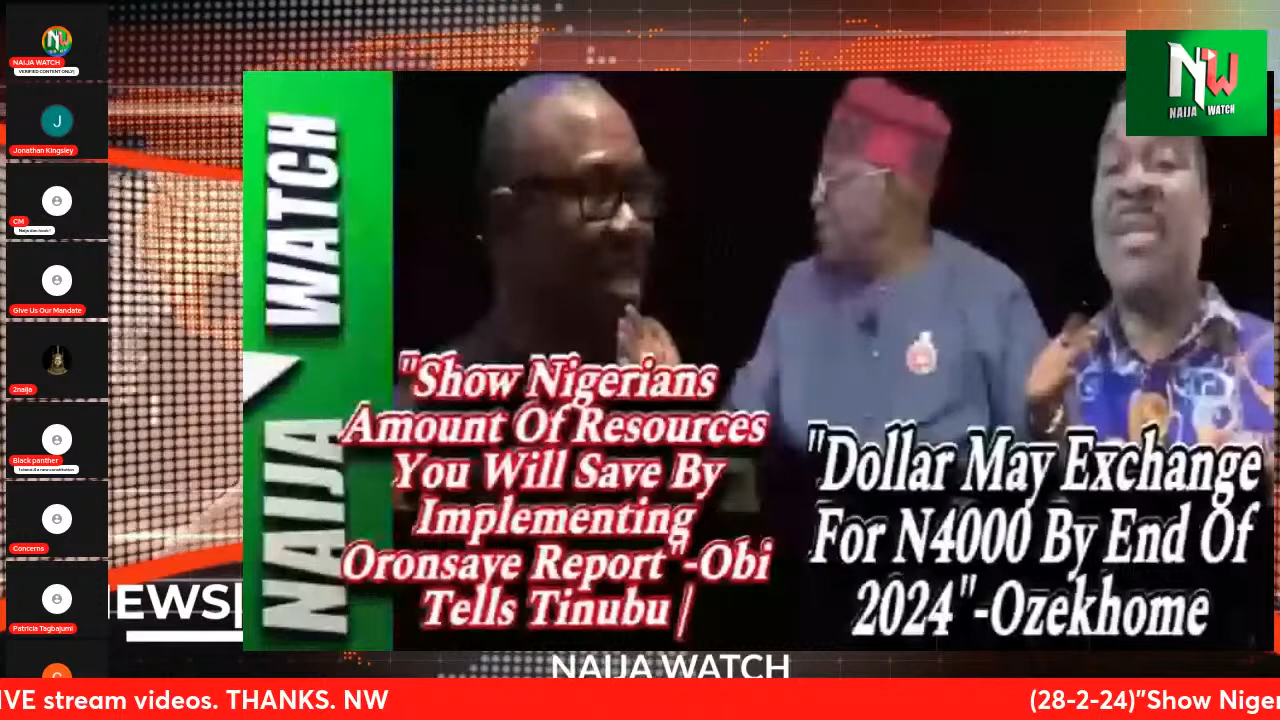 NW
NAIJA WATCH
VERIFIED CONTENT ONLY)
J
Jonathan Kingsley
CM
Give Us Our Mandate
2naija
Black panther
Concerns
Patricia Tagbajumi
NAIJA WATCH
"Show Nigerians
Amount Of Resources
You Will Save By
Implementing
Oronsaye Report"-Obi
Tells Tinubu |
"Dollar May Exchange
For N4000 By End Of
2024"-Ozekhome
NW
NAIJA WATCH
EWS
NAIJA WATCH
IVE stream videos. THANKS. NW
(28-2-24)"Show Niger